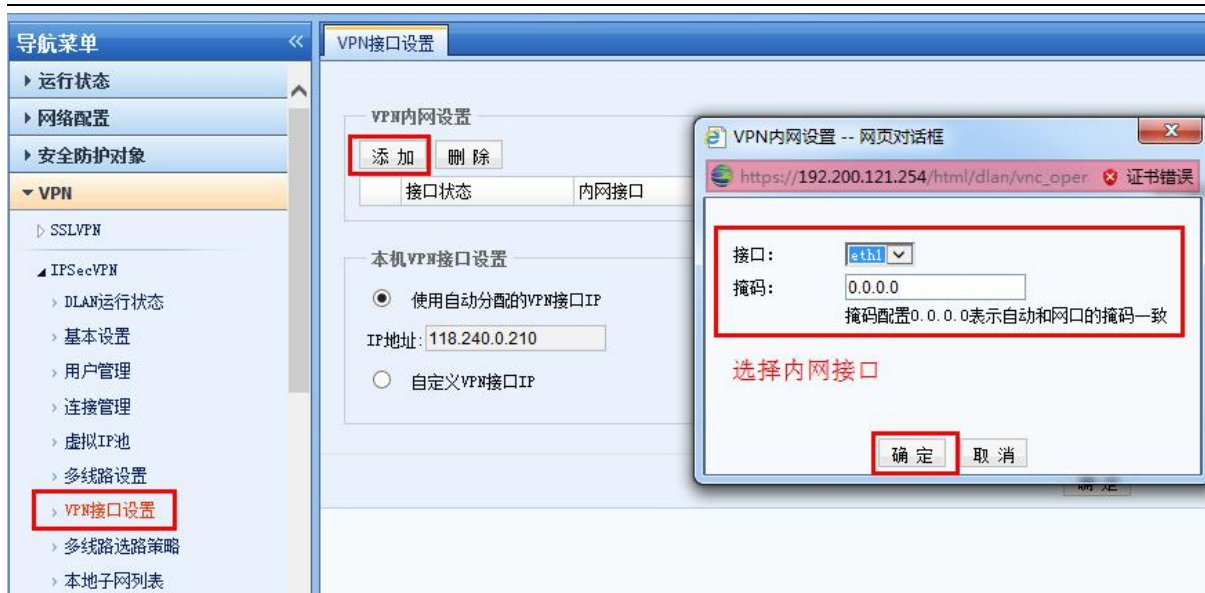 导航菜单
运行状态
网络配置
安全防护对象
VPN
SSLVPN
IPSecVPN
DLAN运行状态
基本设置
用户管理
连接管理
虚拟IP池
多线路设置
VPN接口设置
多线路选路策略
本地子网列表
VPN接口设置
VPN内网设置
添 加 删 除
接口状态 内网接口
本机VPN接口设置
使用自动分配的VPN接口IP
IP地址: 118.240.0.210
自定义VPN接口IP
VPN内网设置 -- 网页对话框
https://192.200.121.254/html/dlan/vnc_oper 证书错误
接口: eth1
掩码: 0.0.0.0
掩码配置0.0.0.0表示自动和网口的掩码一致
选择内网接口
确 定 取 消
确 定